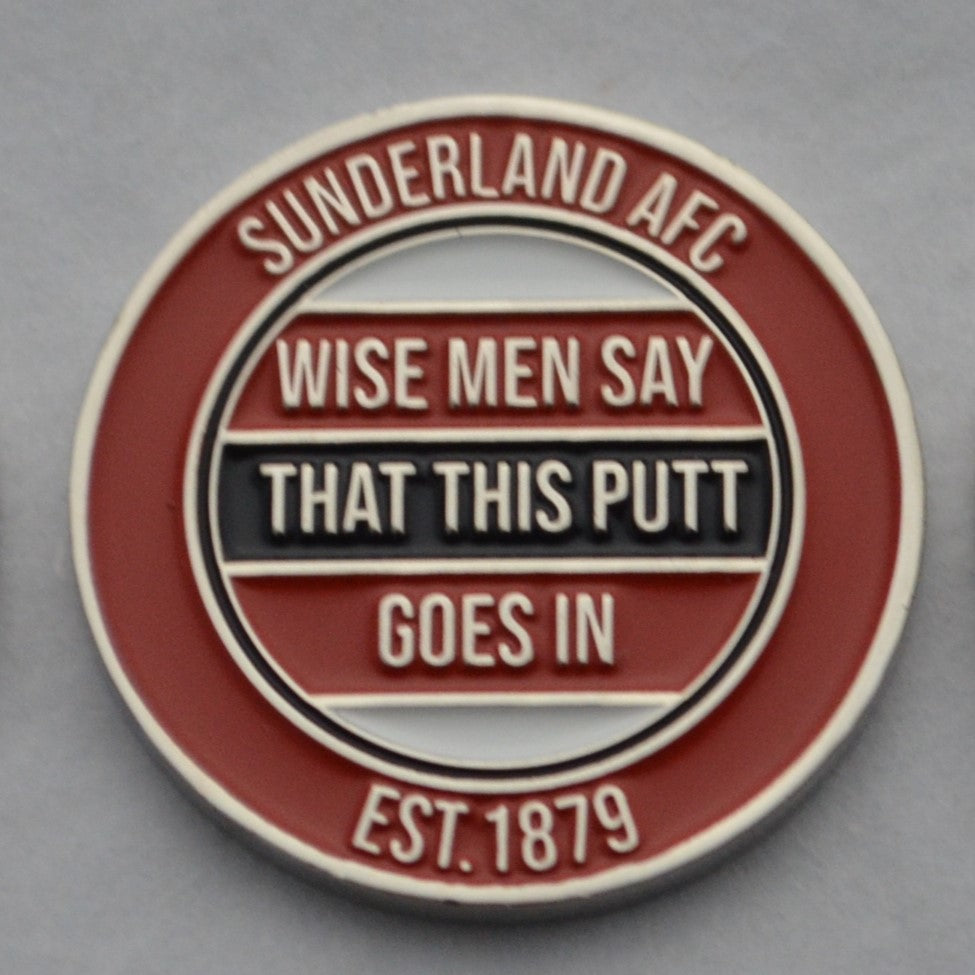 SUNDERLAND AFC
WISE MEN SAY
THAT THIS PUTT
GOES IN
EST. 1879